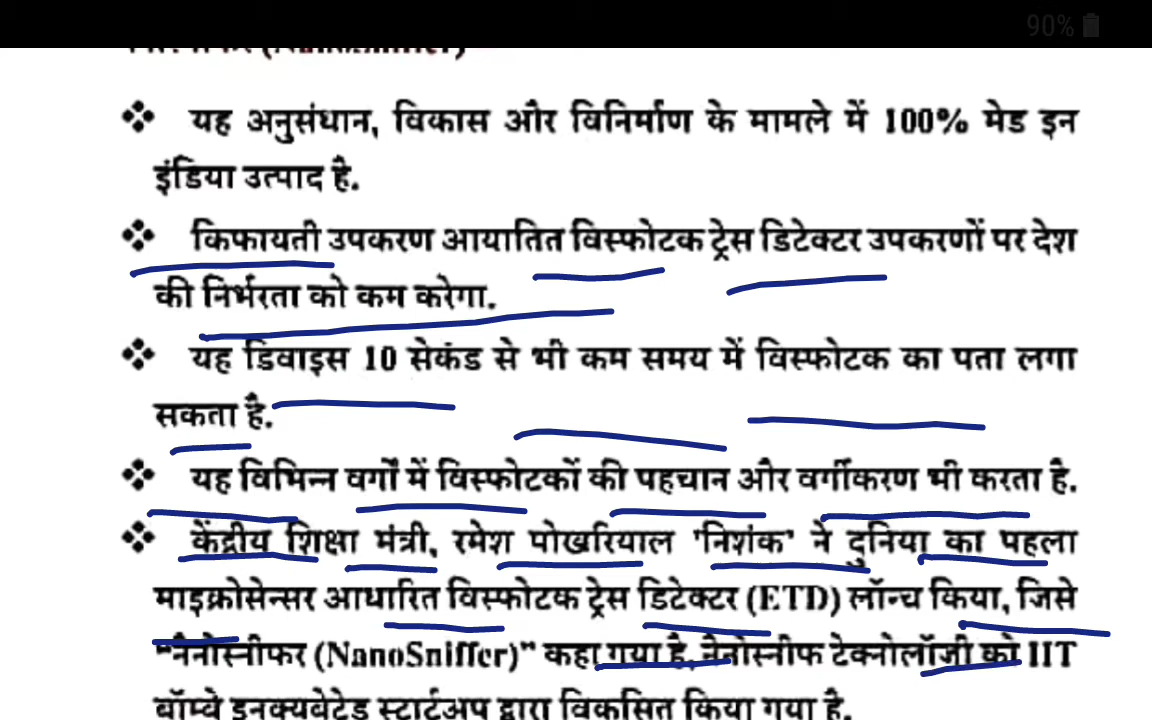 90%
(NanoSniffer)
❖ यह अनुसंधान, विकास और विनिर्माण के मामले में 100% मेड इन
इंडिया उत्पाद है.
❖ किफायती उपकरण आयातित विस्फोटक ट्रेस डिटेक्टर उपकरणों पर देश
की निर्भरता को कम करेगा.
❖ यह डिवाइस 10 सेकंड से भी कम समय में विस्फोटक का पता लगा
सकता है.
❖ यह विभिन्न वर्गों में विस्फोटकों की पहचान और वर्गीकरण भी करता है.
❖ केंद्रीय शिक्षा मंत्री, रमेश पोखरियाल 'निशंक' ने दुनिया का पहला
माइक्रोसेन्सर आधारित विस्फोटक ट्रेस डिटेक्टर (ETD) लॉन्च किया, जिसे
"नैनोस्नीफर (NanoSniffer)" कहा गया है. नैनोस्नीफ टेक्नोलॉजी को IIT
बॉम्बे इनक्यूबेटेड स्टार्टअप द्वारा विकसित किया गया है.